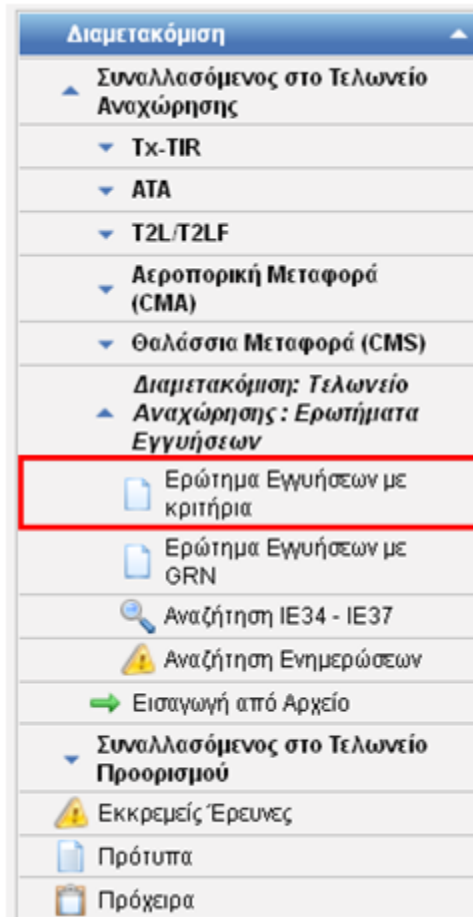 Διαμετακόμιση
Συναλλασόμενος στο Τελωνείο
Αναχώρησης
Tx-TIR
ATA
T2L/T2LF
Αεροπορική Μεταφορά
(CMA)
Θαλάσσια Μεταφορά (CMS)
Διαμετακόμιση: Τελωνείο
Αναχώρησης : Ερωτήματα
Εγγυήσεων
Ερώτημα Εγγυήσεων με
κριτήρια
Ερώτημα Εγγυήσεων με
GRN
Αναζήτηση IE34 - IE37
Αναζήτηση Ενημερώσεων
Εισαγωγή από Αρχείο
Συναλλασόμενος στο Τελωνείο
Προορισμού
Εκκρεμείς Έρευνες
Πρότυπα
Πρόχειρα